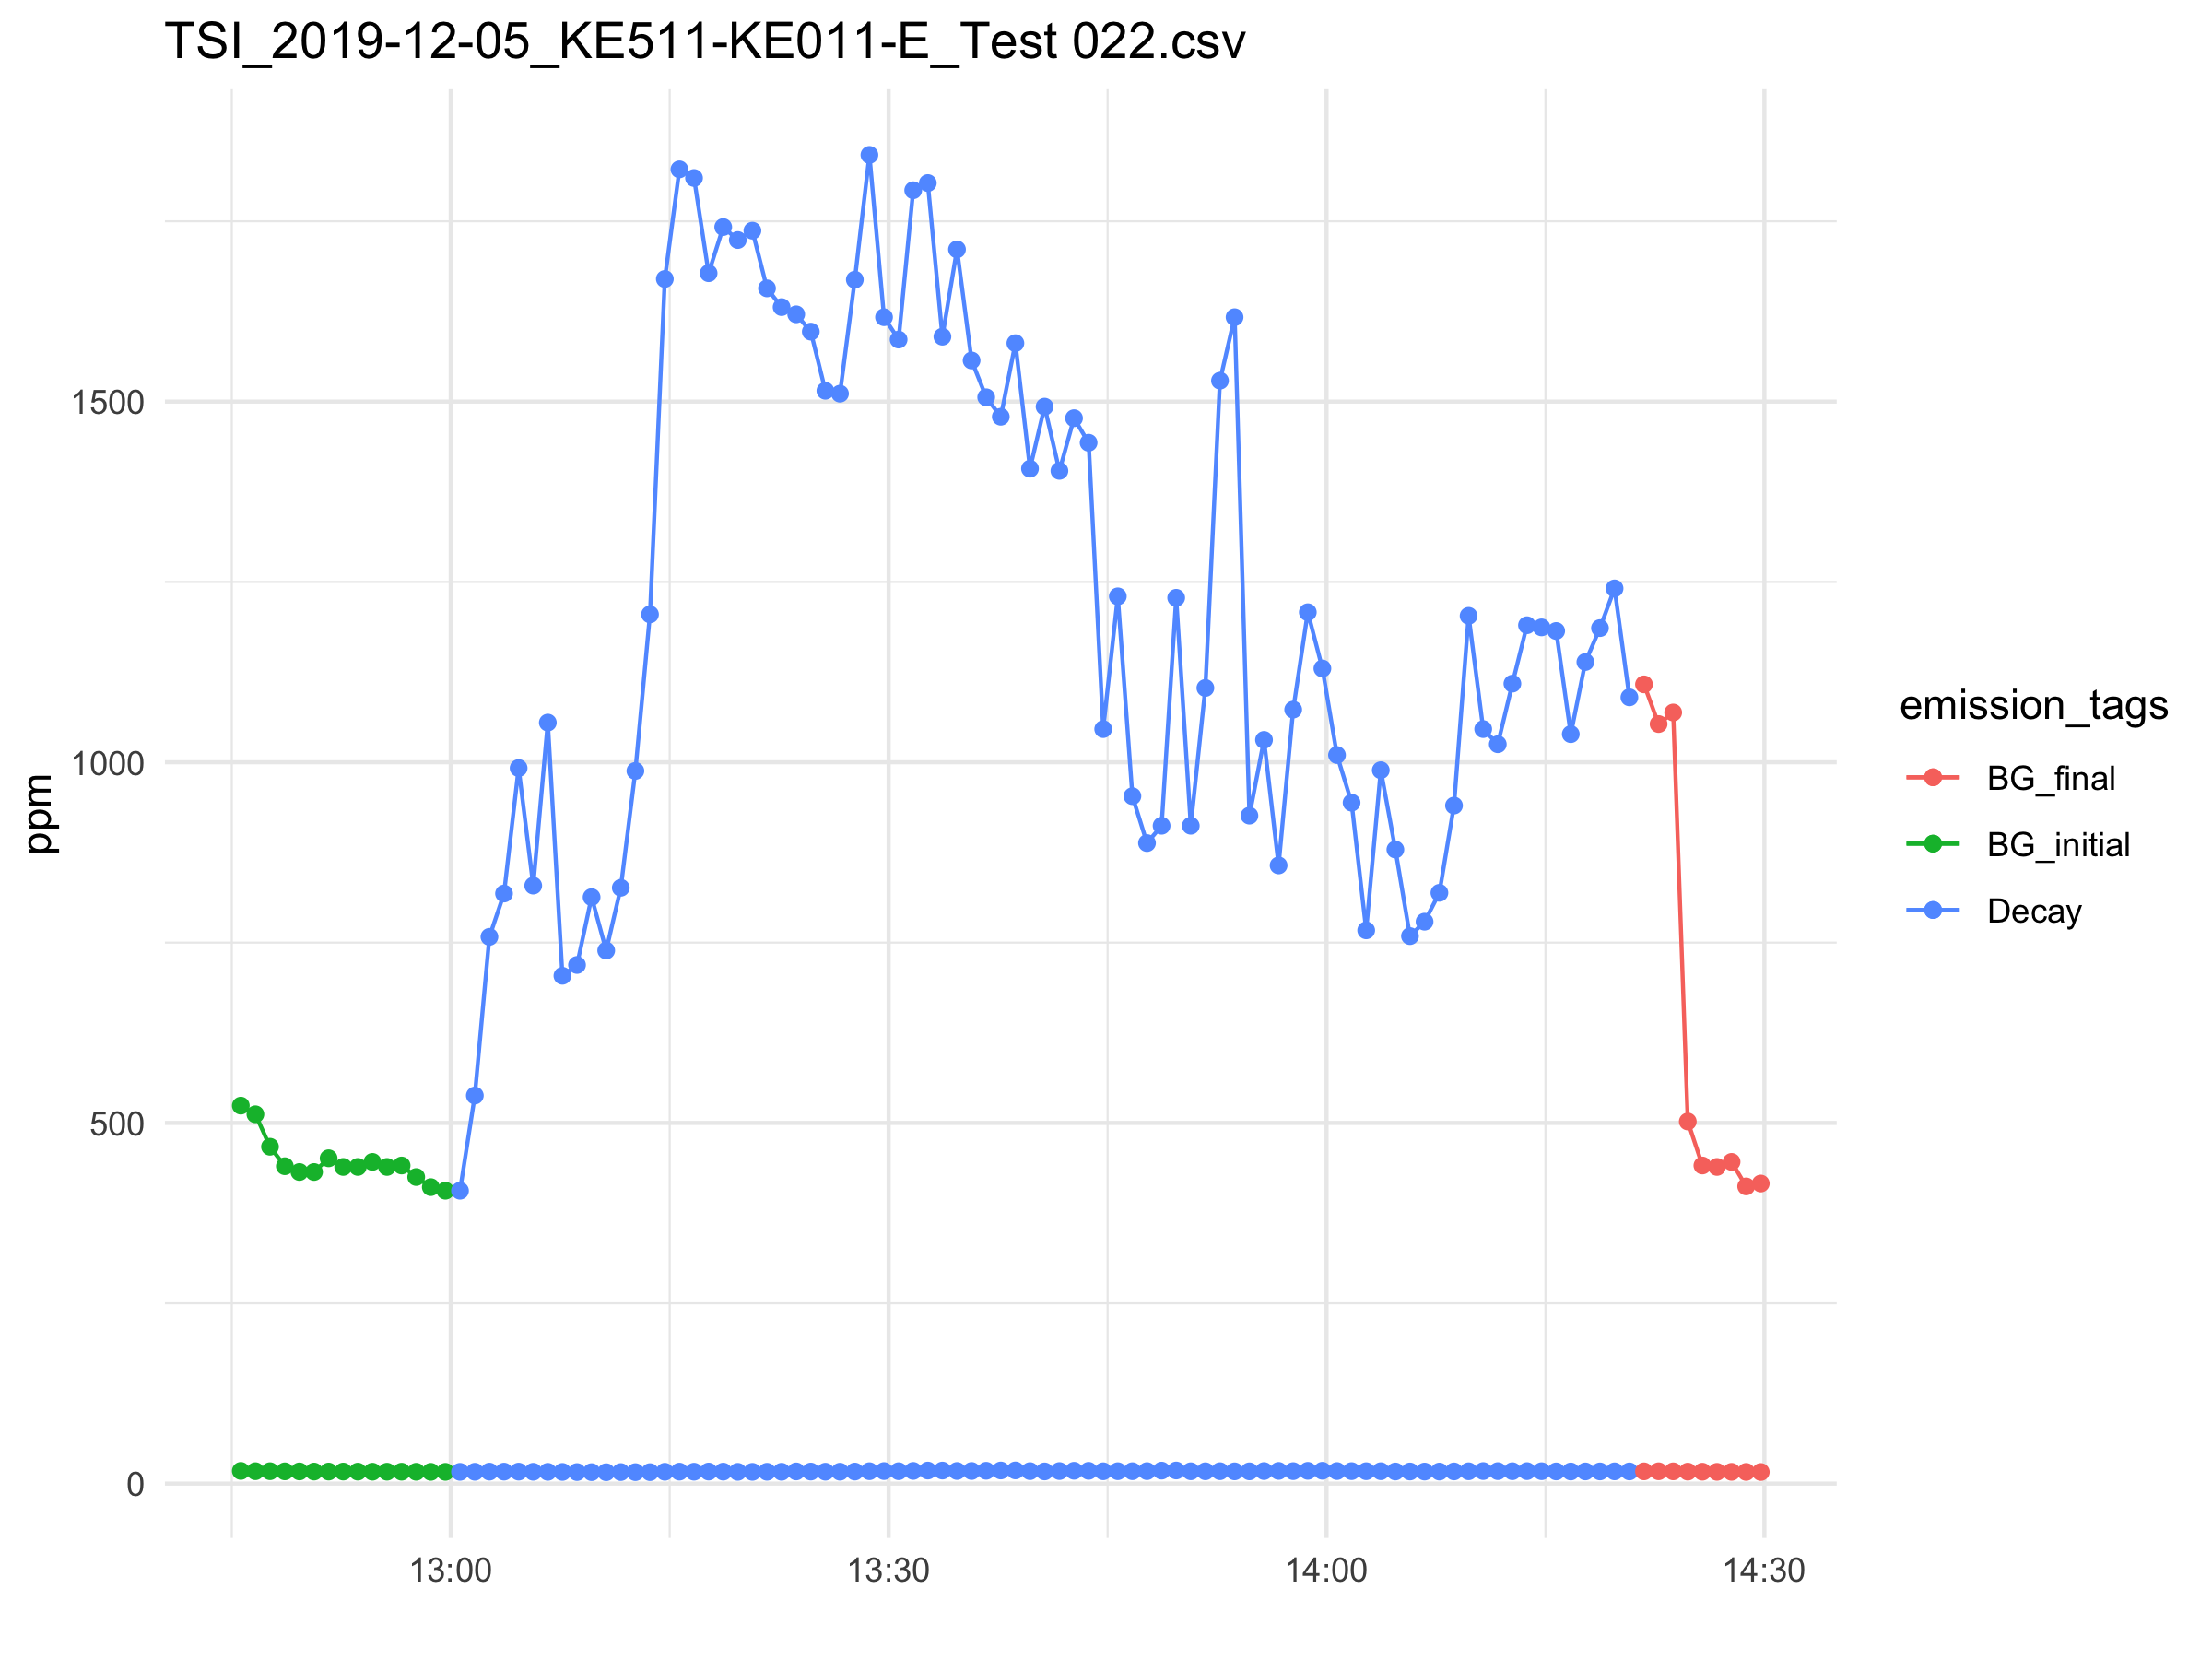 TSI_2019-12-05_KE511-KE011-E_Test 022.csv
ppm
1500
1000
500
0
13:00
13:30
14:00
14:30
emission_tags
BG_final
BG_initial
Decay